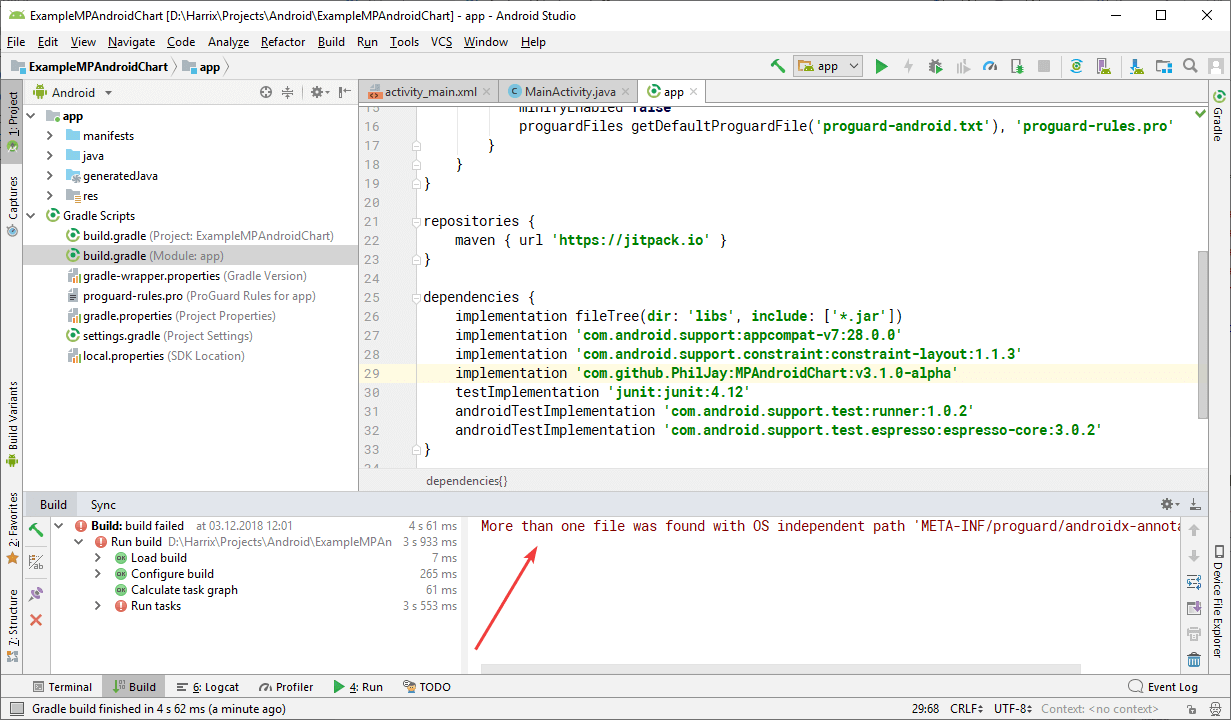 ExampleMPAndroidChart [D:\Harrix\Projects\Android\ExampleMPAndroidChart] - app - Android Studio
File Edit View Navigate Code Analyze Refactor Build Run Tools VCS Window Help
ExampleMPAndroidChart app
app
1: Project
Captures
Build Variants
2: Favorites
7: Structure
Android
app
manifests
java
generatedJava
res
Gradle Scripts
build.gradle (Project: ExampleMPAndroidChart)
build.gradle (Module: app)
gradle-wrapper.properties (Gradle Version)
proguard-rules.pro (ProGuard Rules for app)
gradle.properties (Project Properties)
settings.gradle (Project Settings)
local.properties (SDK Location)
activity_main.xml MainActivity.java app
15 minifyEnabled false
16 proguardFiles getDefaultProguardFile('proguard-android.txt'), 'proguard-rules.pro'
17 }
18 }
19 }
20
21 repositories {
22 maven { url 'https://jitpack.io' }
23 }
24
25 dependencies {
26 implementation fileTree(dir: 'libs', include: ['*.jar'])
27 implementation 'com.android.support:appcompat-v7:28.0.0'
28 implementation 'com.android.support.constraint:constraint-layout:1.1.3'
29 implementation 'com.github.PhilJay:MPAndroidChart:v3.1.0-alpha'
30 testImplementation 'junit:junit:4.12'
31 androidTestImplementation 'com.android.support.test:runner:1.0.2'
32 androidTestImplementation 'com.android.support.test.espresso:espresso-core:3.0.2'
33 }
34
dependencies{}
Gradle
Device File Explorer
Build Sync
Build: build failed at 03.12.2018 12:01 4 s 61 ms
Run build D:\Harrix\Projects\Android\ExampleMPAn 3 s 933 ms
Load build 7 ms
Configure build 265 ms
Calculate task graph 61 ms
Run tasks 3 s 553 ms
More than one file was found with OS independent path 'META-INF/proguard/androidx-annota
Terminal Build 6: Logcat Profiler 4: Run TODO Event Log
Gradle build finished in 4 s 62 ms (a minute ago) 29:68 CRLF UTF-8 Context: <no context>